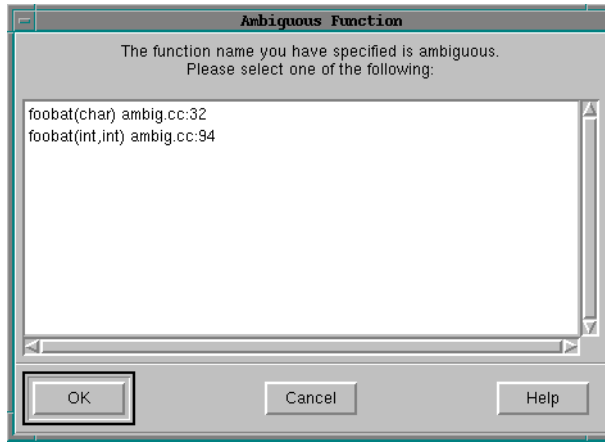 Ambiguous Function
The function name you have specified is ambiguous.
Please select one of the following:
foobat(char) ambig.cc:32
foobat(int,int) ambig.cc:94
OK
Cancel
Help